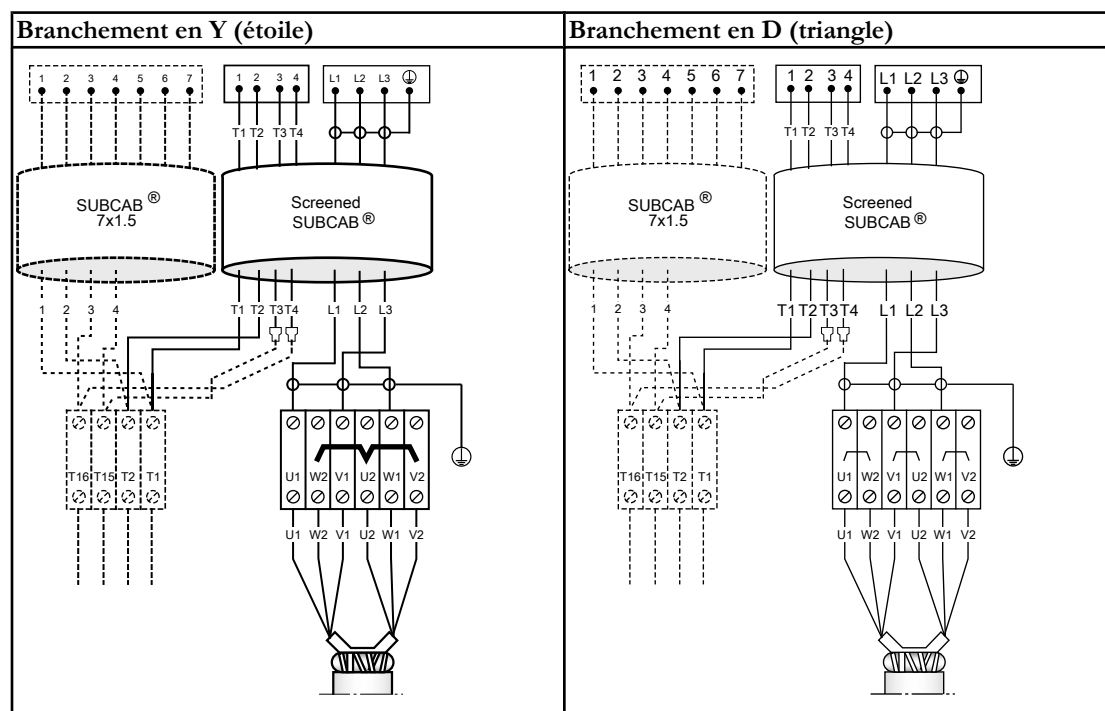 Branchement en Y (étoile)
1 2 3 4 5 6 7
1 2 3 4
L1 L2 L3
T1 T2 T3 T4
SUBCAB ®
7x1.5
Screened
SUBCAB ®
1 2 3 4
T1 T2 T3 T4 L1 L2 L3
T16 T15 T2 T1
U1 W2 V1 U2 W1 V2
U1 W2 V1 U2 W1 V2
Branchement en D (triangle)
1 2 3 4 5 6 7
1 2 3 4
L1 L2 L3
T1 T2 T3 T4
SUBCAB ®
7x1.5
Screened
SUBCAB ®
1 2 3 4
T1 T2 T3 T4 L1 L2 L3
T16 T15 T2 T1
U1 W2 V1 U2 W1 V2
U1 W2 V1 U2 W1 V2